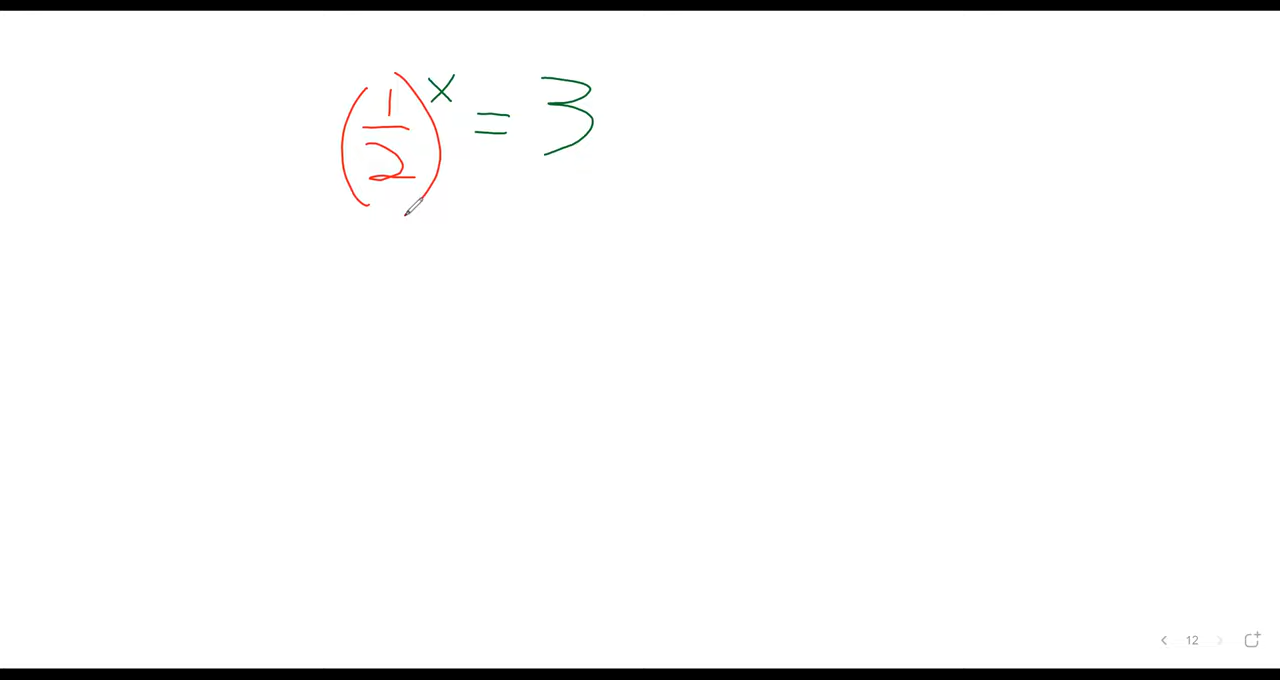 (1/2)^x = 3
12